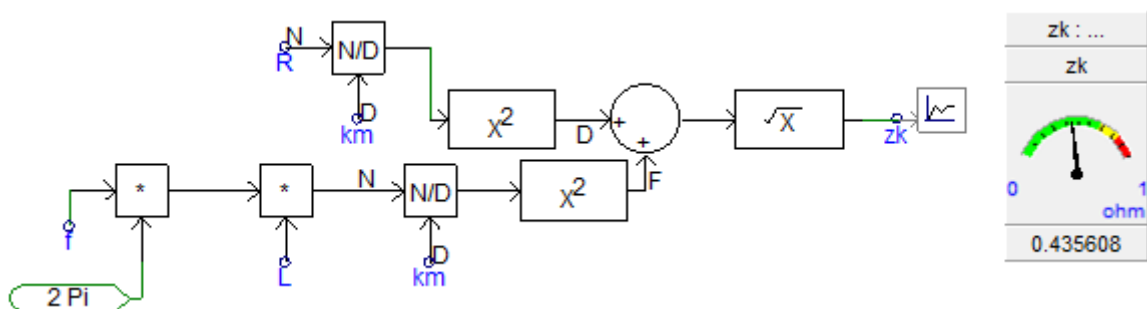 N
R
N/D
D
km
X²
D
+
+
√X
zk
f
*
2 Pi
*
L
N
N/D
D
km
X²
F
zk : ...
zk
0
1
ohm
0.435608